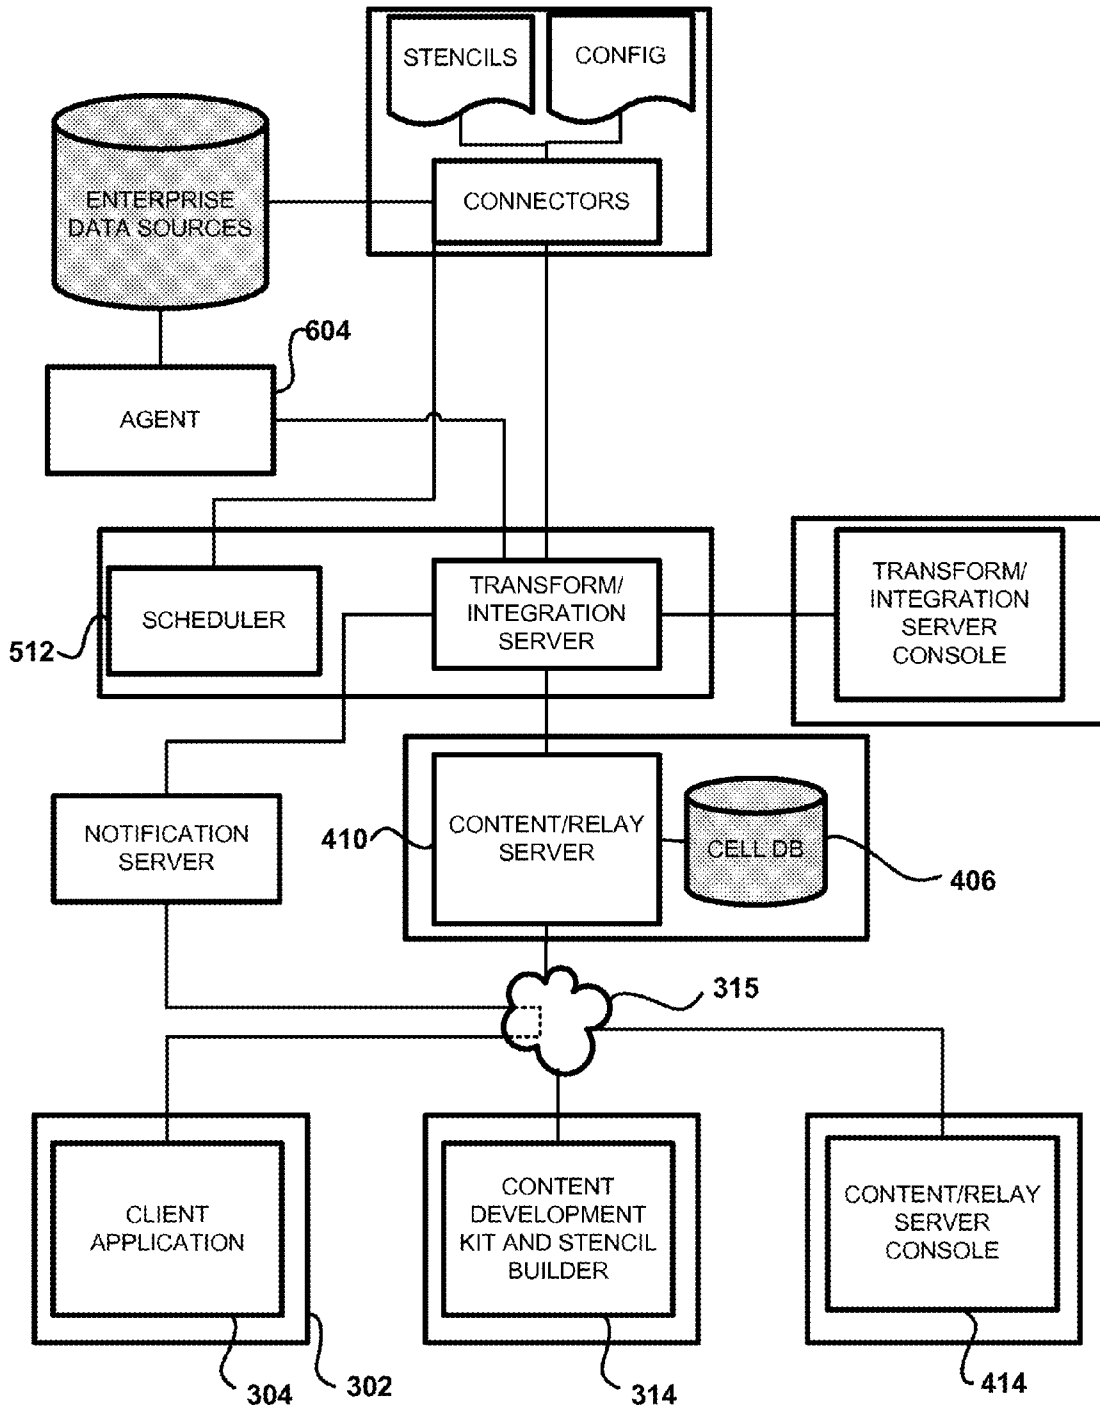 STENCILS
CONFIG
ENTERPRISE
DATA SOURCES
CONNECTORS
604
AGENT
SCHEDULER
512
TRANSFORM/
INTEGRATION
SERVER
TRANSFORM/
INTEGRATION
SERVER
CONSOLE
NOTIFICATION
SERVER
410
CONTENT/RELAY
SERVER
CELL DB
406
315
CLIENT
APPLICATION
CONTENT
DEVELOPMENT
KIT AND STENCIL
BUILDER
CONTENT/RELAY
SERVER
CONSOLE
304
302
314
414